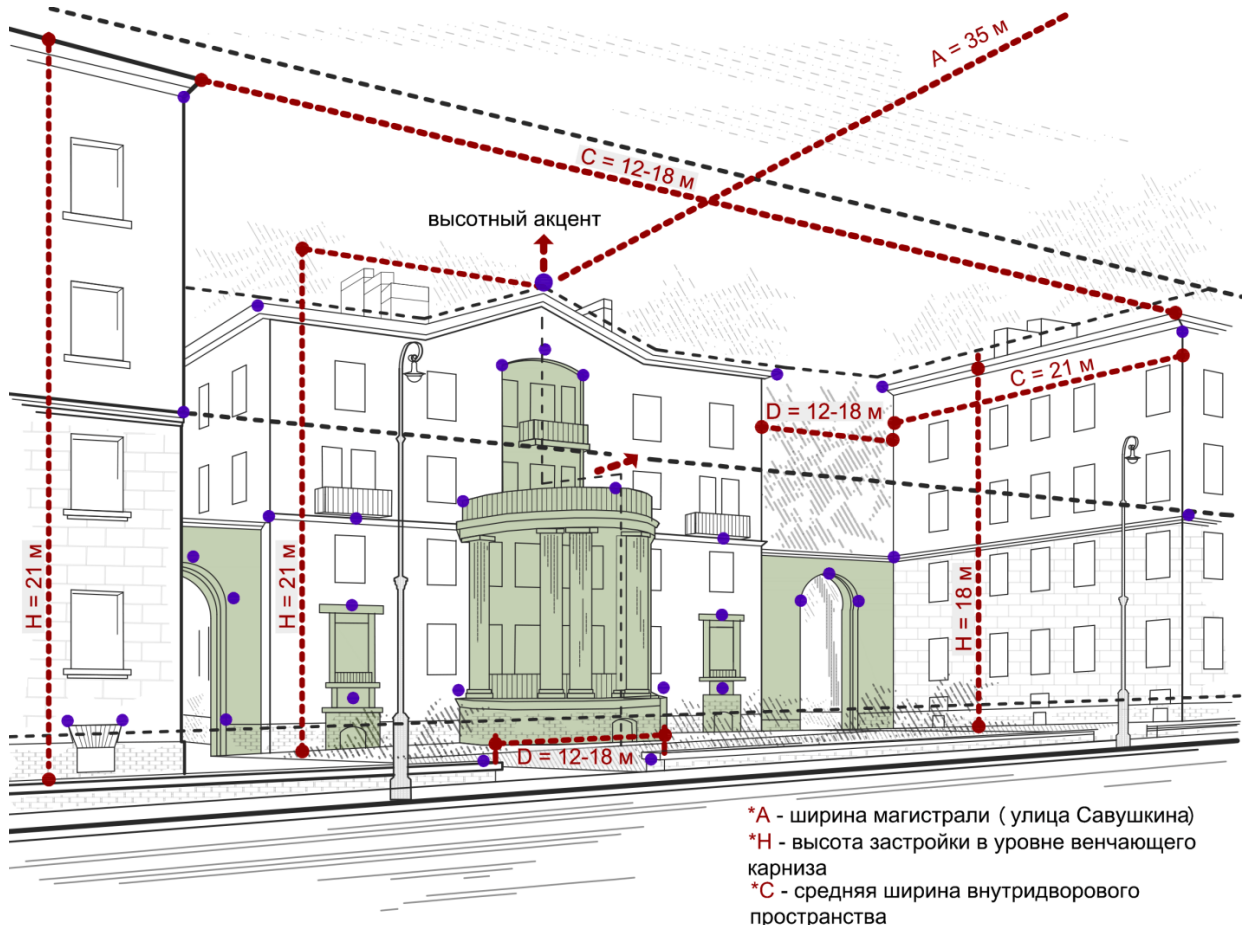 A = 35 м
C = 12-18 м
высотный акцент
C = 21 м
D = 12-18 м
H = 21 м
H = 21 м
H = 18 м
D = 12-18 м
*A - ширина магистрали ( улица Савушкина)
*H - высота застройки в уровне венчающего
карниза
*C - средняя ширина внутридворового
пространства